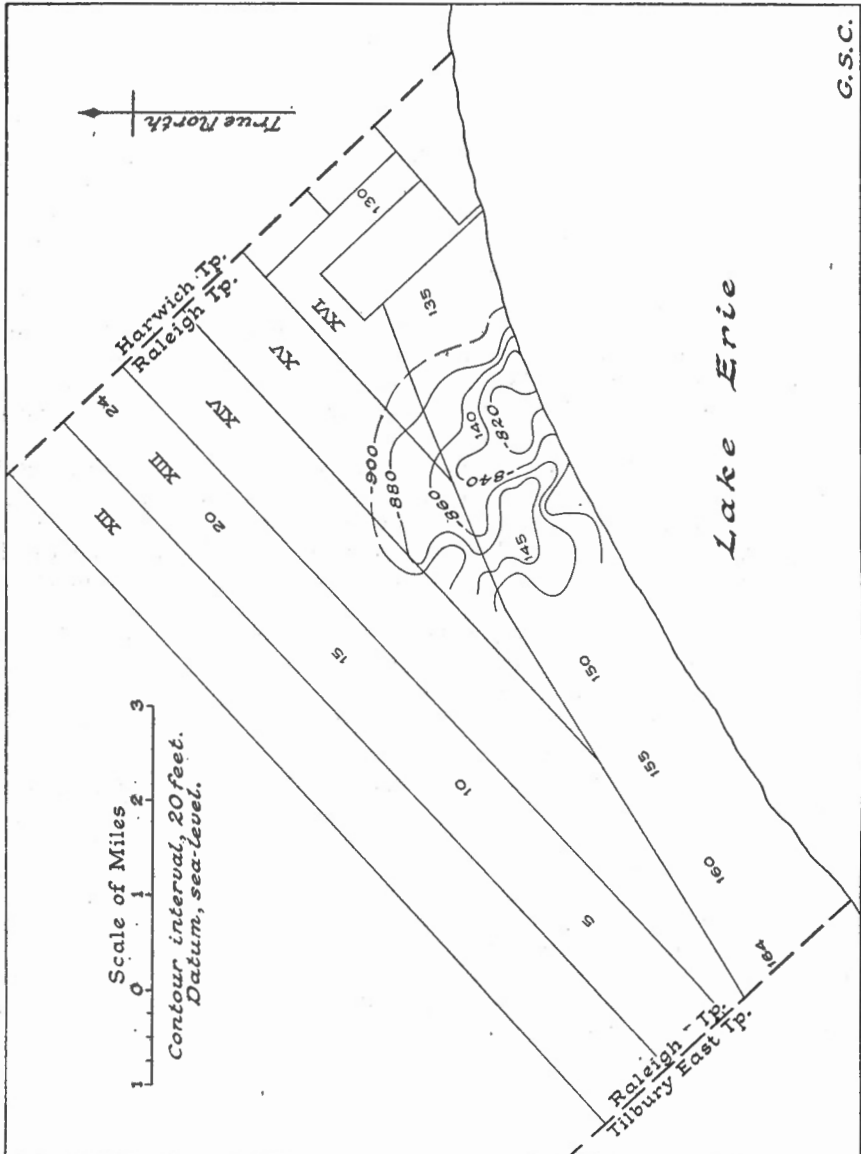 True North
Harwich Tp.
Raleigh Tp.
Scale of Miles
1 0 1 2 3
Contour interval, 20 feet.
Datum, sea-level.
XII
XIII
24
XIV
XV
XVI
130
135
20
15
10
5
-900
-880
-860
140
-820
-840
145
150
155
160
164
Raleigh - Tp.
Tilbury East Tp.
Lake Erie
G.S.C.